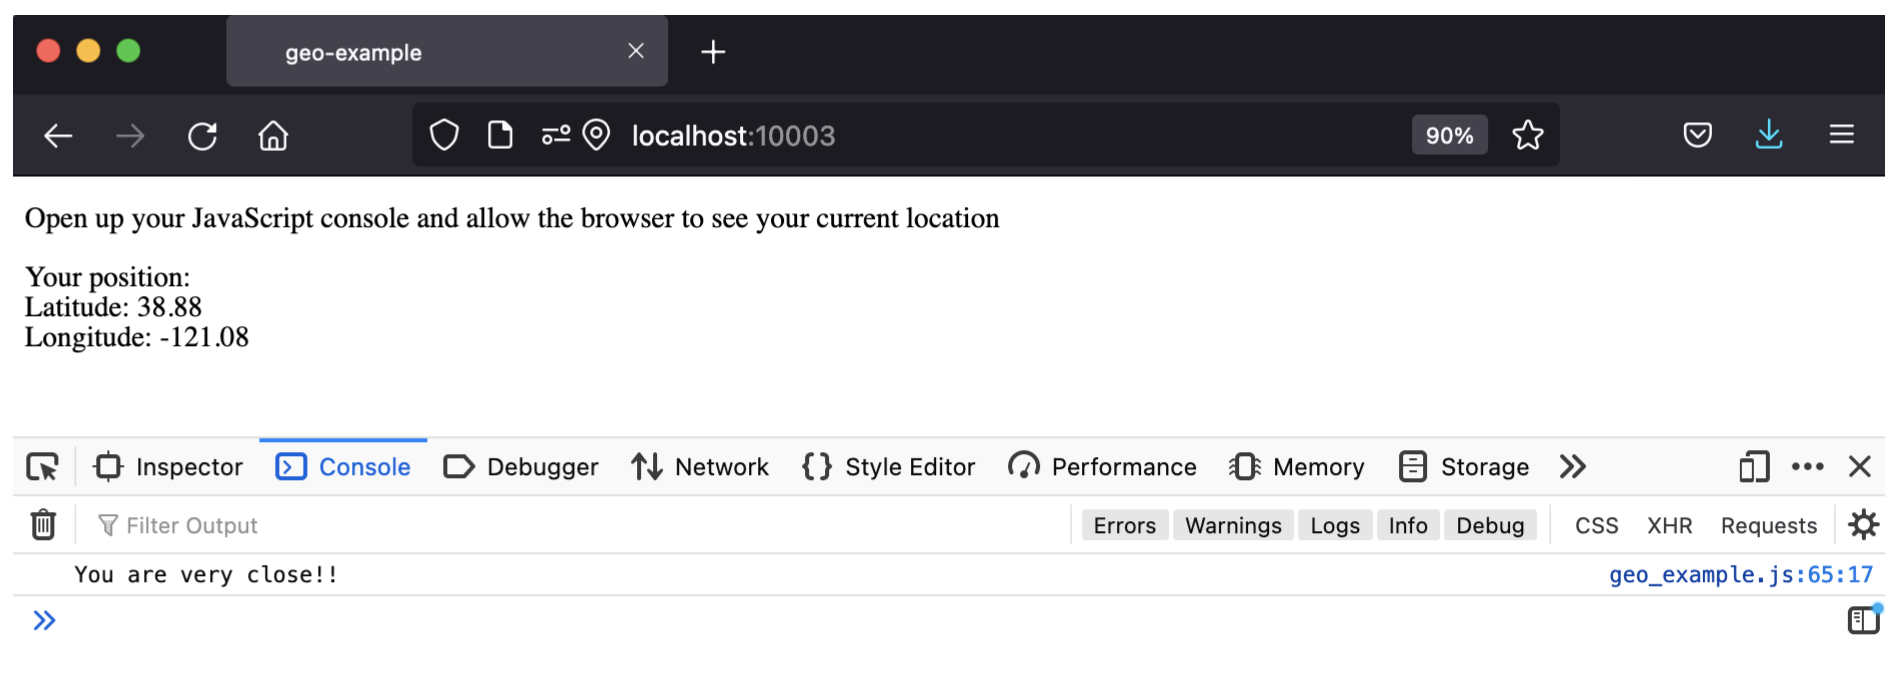 geo-example
localhost:10003
90%
Open up your JavaScript console and allow the browser to see your current location
Your position:
Latitude: 38.88
Longitude: -121.08
Inspector Console Debugger Network Style Editor Performance Memory Storage
Filter Output Errors Warnings Logs Info Debug CSS XHR Requests
You are very close!! geo_example.js:65:17